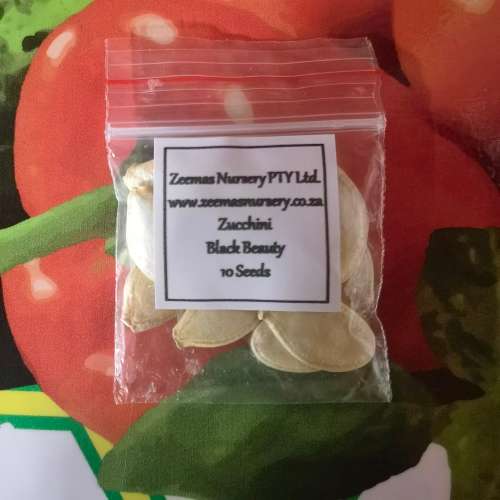 Zeemas Nursery PTY Ltd.
www.zeemasnursery.co.za
Zucchini
Black Beauty
10 Seeds